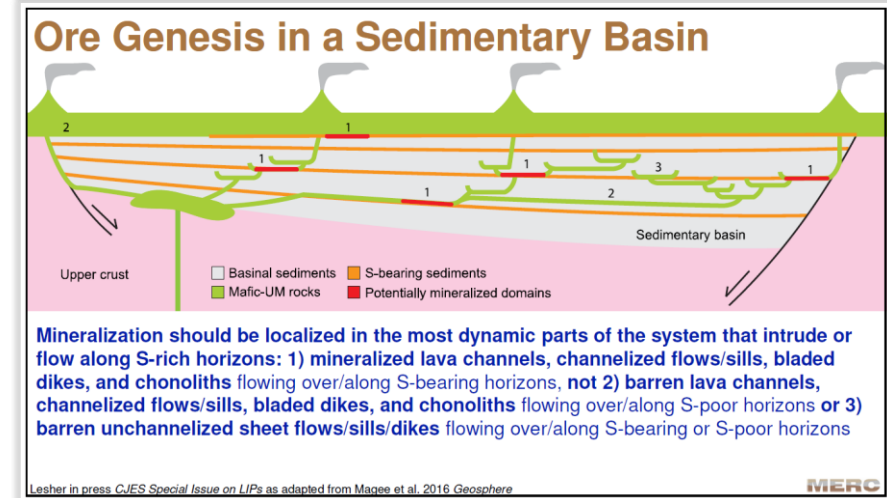 Ore Genesis in a Sedimentary Basin
2
1
1
1
3
1
1
2
Sedimentary basin
Upper crust
Basinal sediments
S-bearing sediments
Mafic-UM rocks
Potentially mineralized domains
Mineralization should be localized in the most dynamic parts of the system that intrude or
flow along S-rich horizons: 1) mineralized lava channels, channelized flows/sills, bladed
dikes, and chonoliths flowing over/along S-bearing horizons, not 2) barren lava channels,
channelized flows/sills, bladed dikes, and chonoliths flowing over/along S-poor horizons or 3)
barren unchannelized sheet flows/sills/dikes flowing over/along S-bearing or S-poor horizons
Lesher in press CJES Special Issue on LIPs as adapted from Magee et al. 2016 Geosphere
MERC